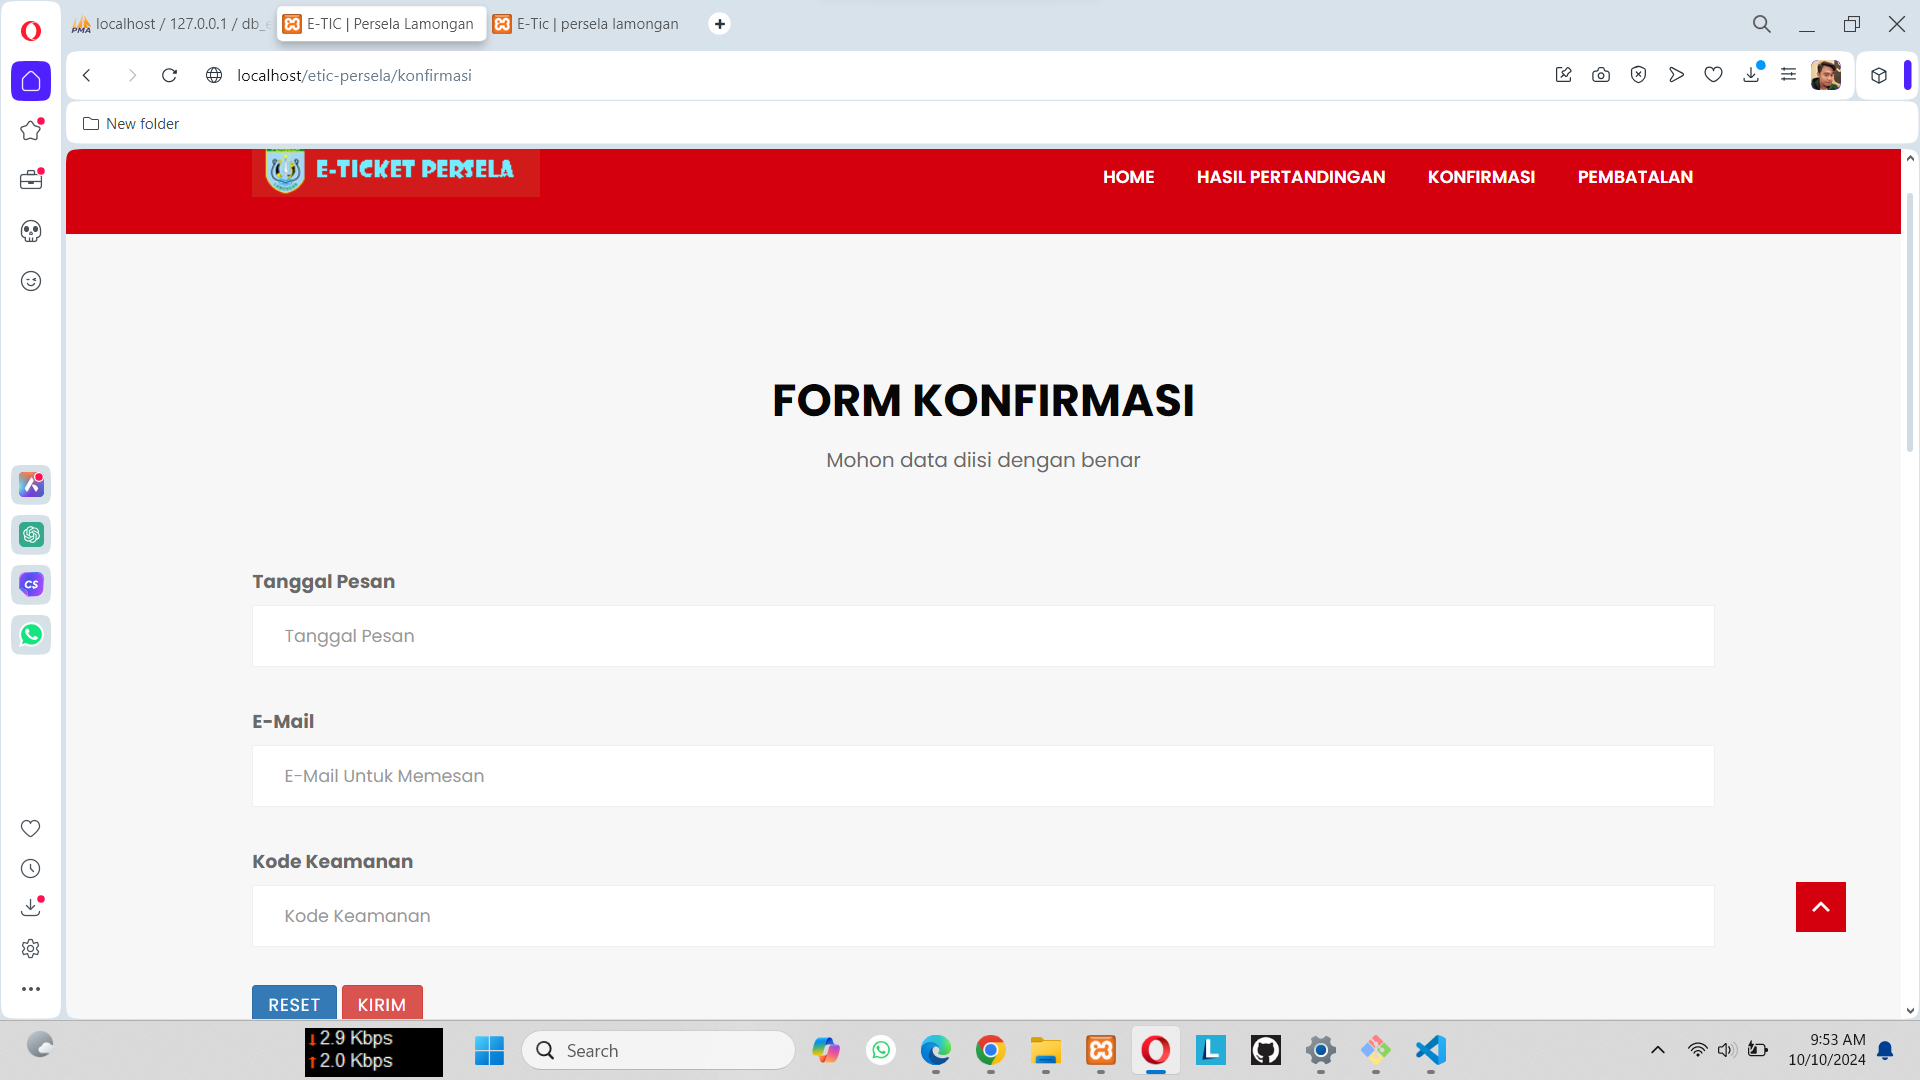 localhost / 127.0.0.1 / db_e
E-TIC | Persela Lamongan
E-Tic | persela lamongan
localhost/etic-persela/konfirmasi
New folder
E-TICKET PERSELA
HOME
HASIL PERTANDINGAN
KONFIRMASI
PEMBATALAN
FORM KONFIRMASI
Mohon data diisi dengan benar
Tanggal Pesan
Tanggal Pesan
E-Mail
E-Mail Untuk Memesan
Kode Keamanan
Kode Keamanan
RESET
KIRIM
2.9 Kbps
2.0 Kbps
Search
9:53 AM
10/10/2024